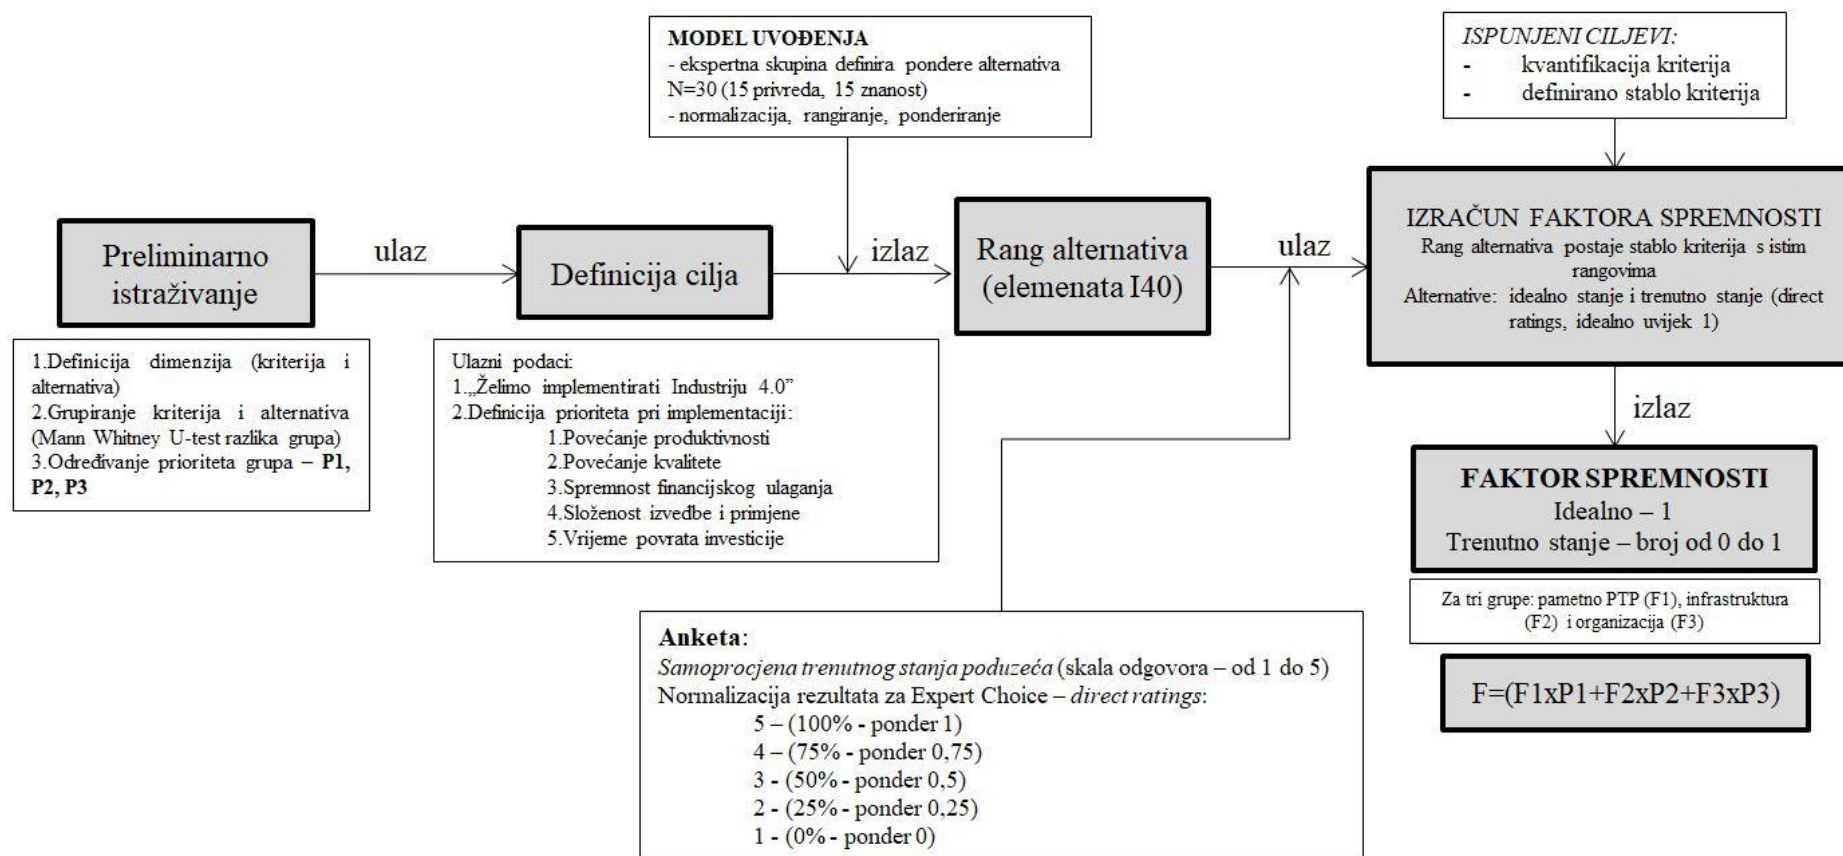 MODEL UVOĐENJA
- ekspertna skupina definira pondere alternativa
N=30 (15 privreda, 15 znanost)
- normalizacija, rangiranje, ponderiranje
ISPUNJENI CILJEVI:
- kvantifikacija kriterija
- definirano stablo kriterija
Preliminarno
istraživanje
ulaz
Definicija cilja
izlaz
Rang alternativa
(elemenata I40)
ulaz
IZRAČUN FAKTORA SPREMNOSTI
Rang alternativa postaje stablo kriterija s istim
rangovima
Alternative: idealno stanje i trenutno stanje (direct
ratings, idealno uvijek 1)
1.Definicija dimenzija (kriterija i
alternativa)
2.Grupiranje kriterija i alternativa
(Mann Whitney U-test razlika grupa)
3.Određivanje prioriteta grupa – P1,
P2, P3
Ulazni podaci:
1.„Želimo implementirati Industriju 4.0”
2.Definicija prioriteta pri implementaciji:
1.Povećanje produktivnosti
2.Povećanje kvalitete
3.Spremnost financijskog ulaganja
4.Složenost izvedbe i primjene
5.Vrijeme povrata investicije
izlaz
FAKTOR SPREMNOSTI
Idealno – 1
Trenutno stanje – broj od 0 do 1
Za tri grupe: pametno PTP (F1), infrastruktura
(F2) i organizacija (F3)
F=(F1xP1+F2xP2+F3xP3)
Anketa:
Samoprocjena trenutnog stanja poduzeća (skala odgovora – od 1 do 5)
Normalizacija rezultata za Expert Choice – direct ratings:
5 – (100% - ponder 1)
4 – (75% - ponder 0,75)
3 - (50% - ponder 0,5)
2 - (25% - ponder 0,25)
1 - (0% - ponder 0)